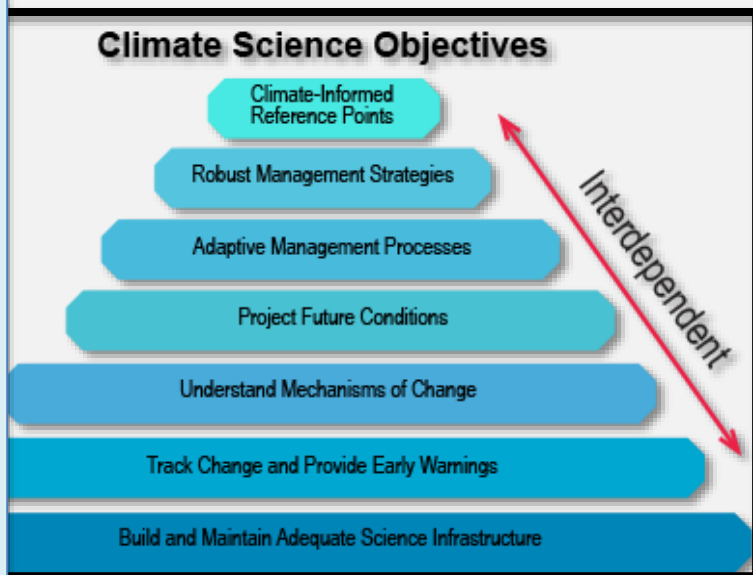 Climate Science Objectives
Climate-Informed
Reference Points
Robust Management Strategies
Adaptive Management Processes
Project Future Conditions
Understand Mechanisms of Change
Track Change and Provide Early Warnings
Build and Maintain Adequate Science Infrastructure
Interdependent